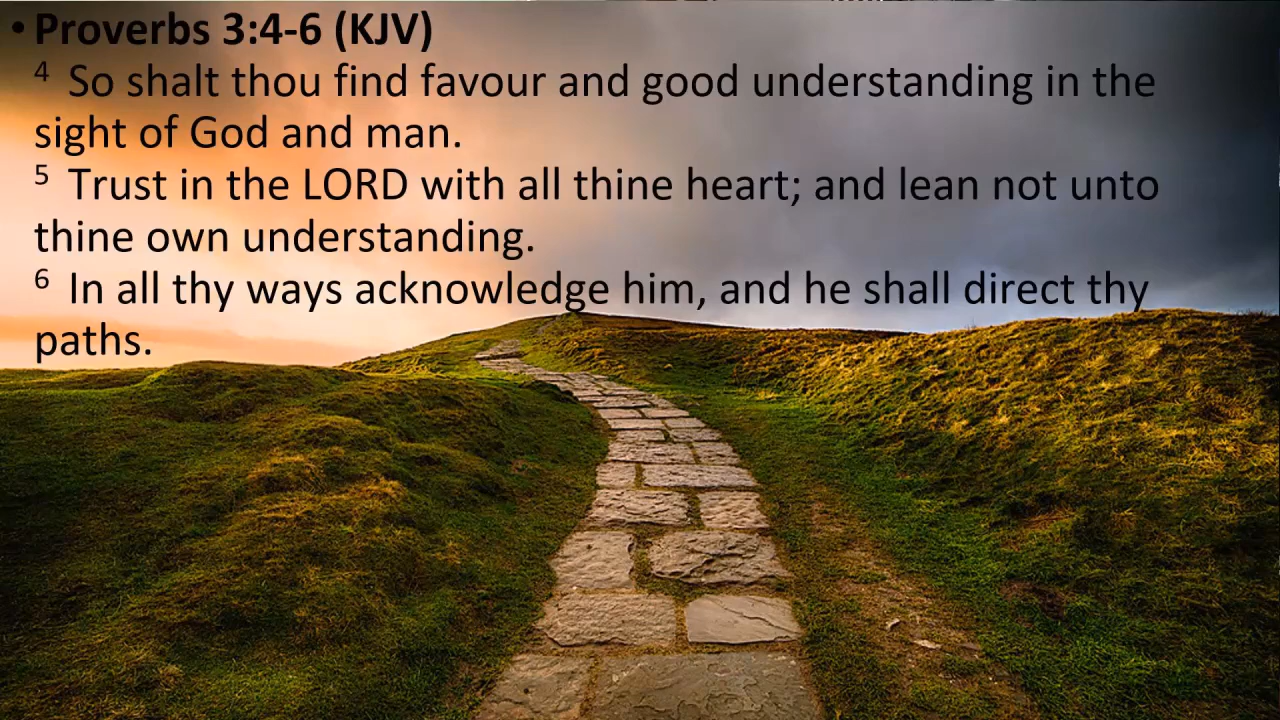 • Proverbs 3:4-6 (KJV)
4 So shalt thou find favour and good understanding in the
sight of God and man.
5 Trust in the LORD with all thine heart; and lean not unto
thine own understanding.
6 In all thy ways acknowledge him, and he shall direct thy
paths.